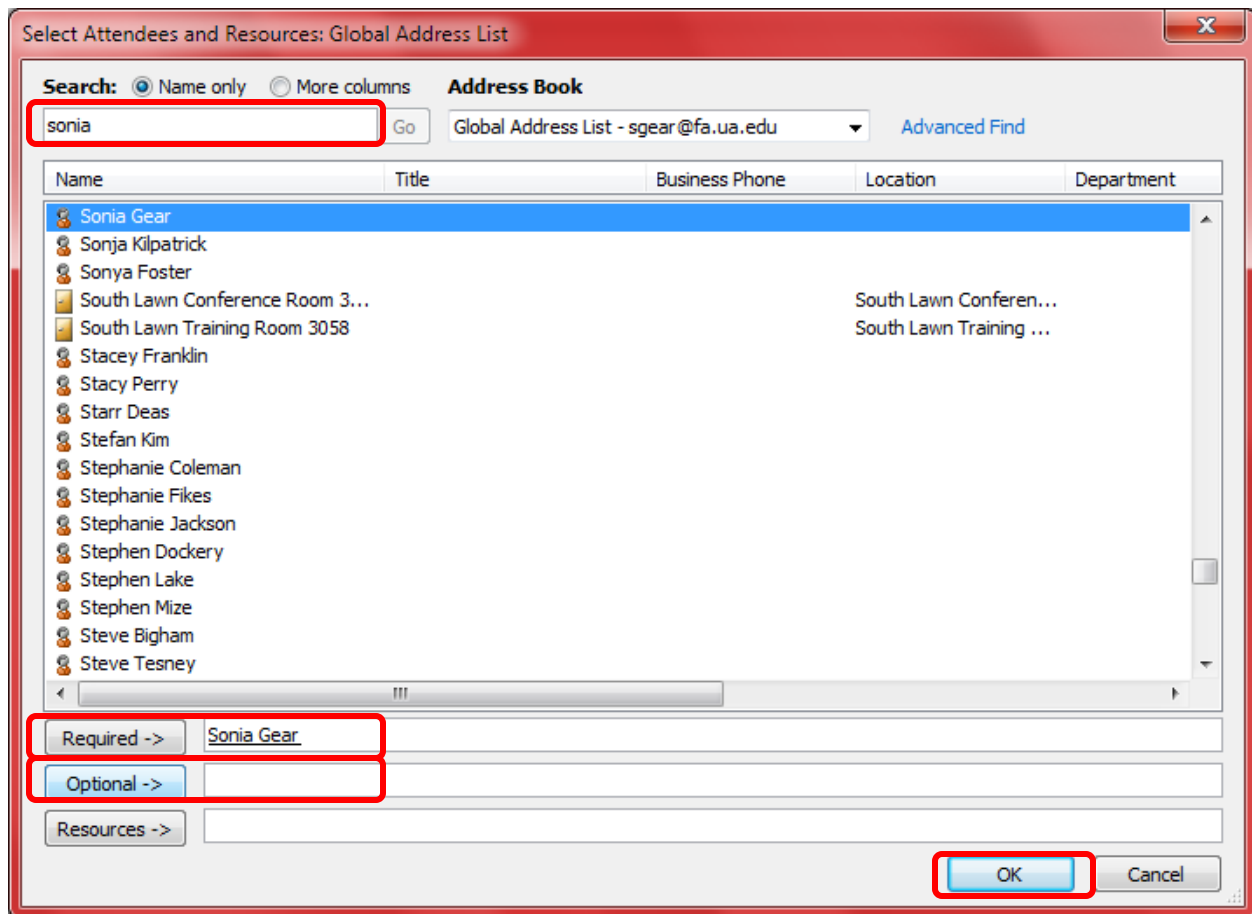 Select Attendees and Resources: Global Address List
x
Search: Name only More columns Address Book
sonia Go Global Address List - sgear@fa.ua.edu Advanced Find
Name Title Business Phone Location Department
Sonia Gear
Sonja Kilpatrick
Sonya Foster
South Lawn Conference Room 3... South Lawn Conferen...
South Lawn Training Room 3058 South Lawn Training ...
Stacey Franklin
Stacy Perry
Starr Deas
Stefan Kim
Stephanie Coleman
Stephanie Fikes
Stephanie Jackson
Stephen Dockery
Stephen Lake
Stephen Mize
Steve Bigham
Steve Tesney
Required -> Sonia Gear
Optional ->
Resources ->
OK Cancel